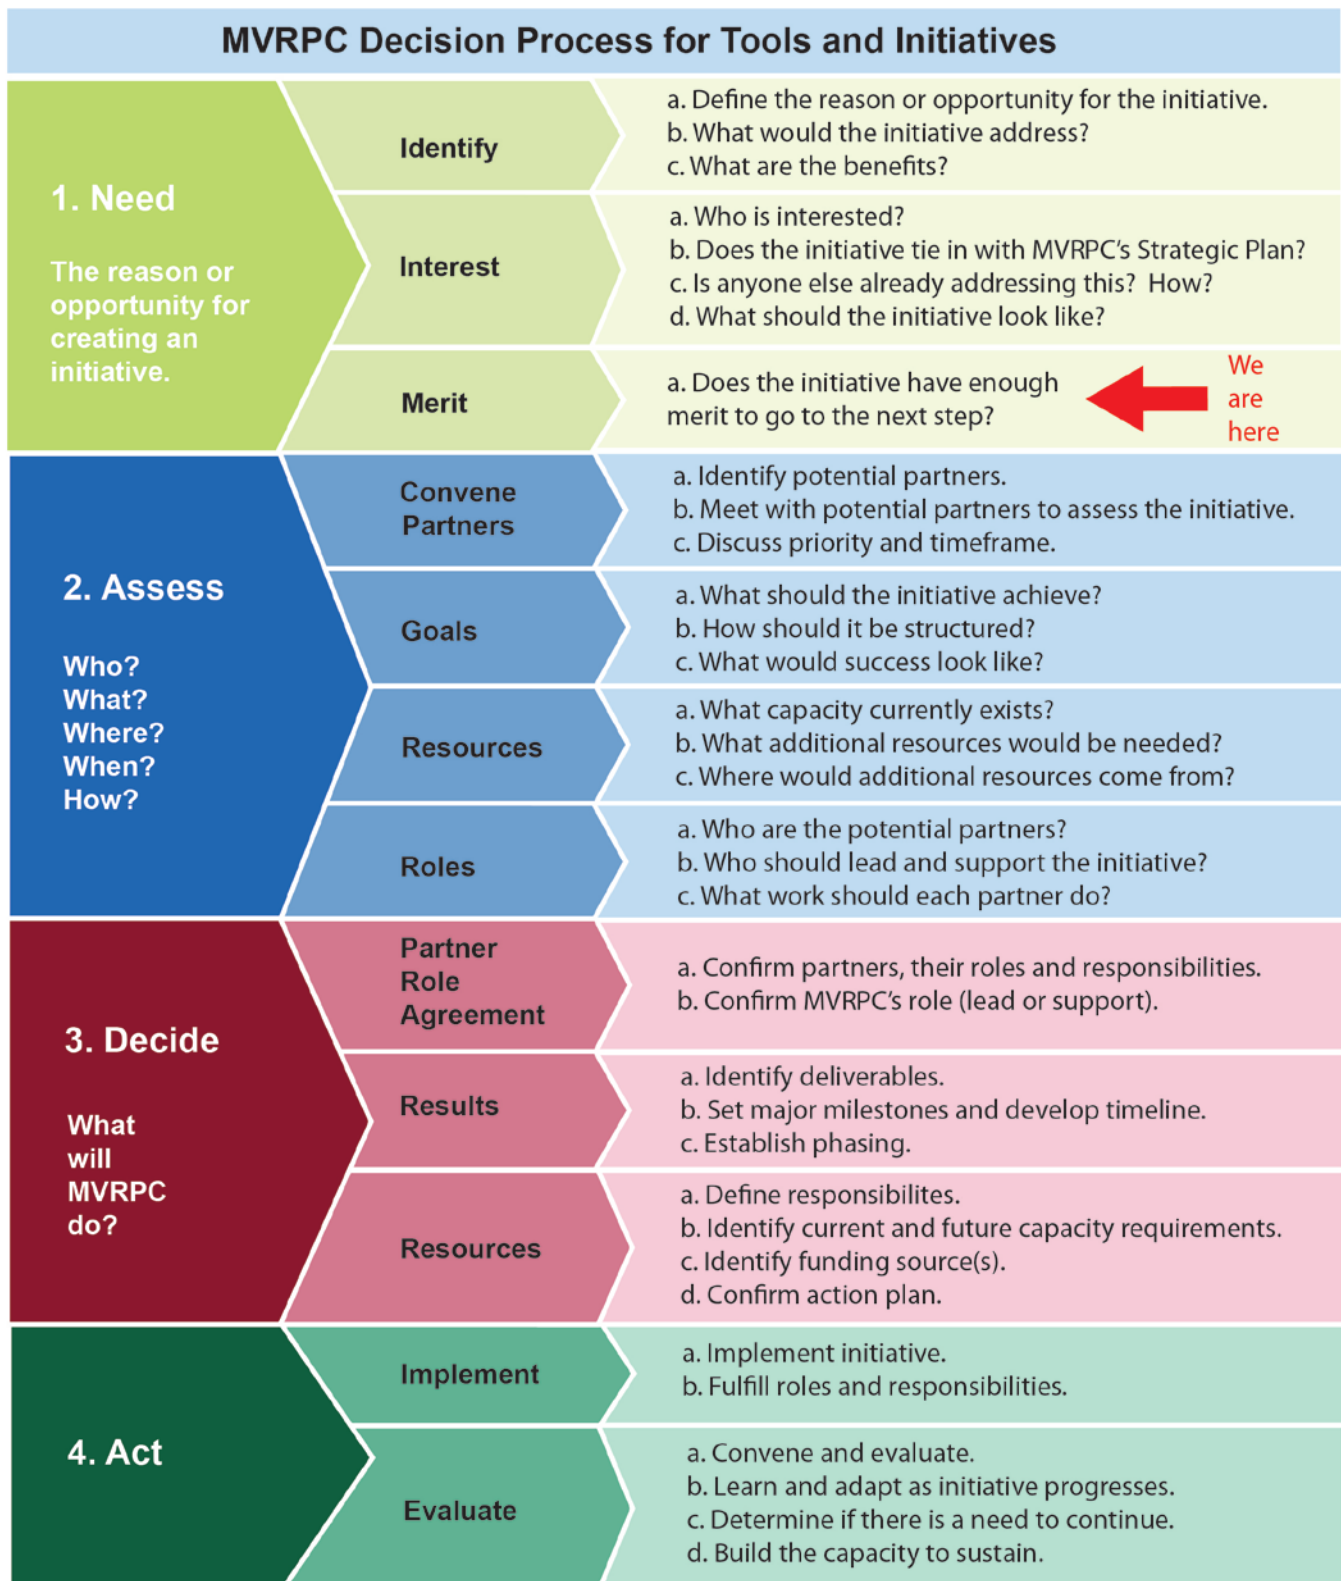 MVRPC Decision Process for Tools and Initiatives
1. Need
The reason or
opportunity for
creating an
initiative.
Identify
a. Define the reason or opportunity for the initiative.
b. What would the initiative address?
c. What are the benefits?
Interest
a. Who is interested?
b. Does the initiative tie in with MVRPC's Strategic Plan?
c. Is anyone else already addressing this?  How?
d. What should the initiative look like?
Merit
a. Does the initiative have enough
merit to go to the next step?
We
are
here
2. Assess
Who?
What?
Where?
When?
How?
Convene
Partners
a. Identify potential partners.
b. Meet with potential partners to assess the initiative.
c. Discuss priority and timeframe.
Goals
a. What should the initiative achieve?
b. How should it be structured?
c. What would success look like?
Resources
a. What capacity currently exists?
b. What additional resources would be needed?
c. Where would additional resources come from?
Roles
a. Who are the potential partners?
b. Who should lead and support the initiative?
c. What work should each partner do?
3. Decide
What
will
MVRPC
do?
Partner
Role
Agreement
a. Confirm partners, their roles and responsibilities.
b. Confirm MVRPC's role (lead or support).
Results
a. Identify deliverables.
b. Set major milestones and develop timeline.
c. Establish phasing.
Resources
a. Define responsibilites.
b. Identify current and future capacity requirements.
c. Identify funding source(s).
d. Confirm action plan.
4. Act
Implement
a. Implement initiative.
b. Fulfill roles and responsibilities.
Evaluate
a. Convene and evaluate.
b. Learn and adapt as initiative progresses.
c. Determine if there is a need to continue.
d. Build the capacity to sustain.